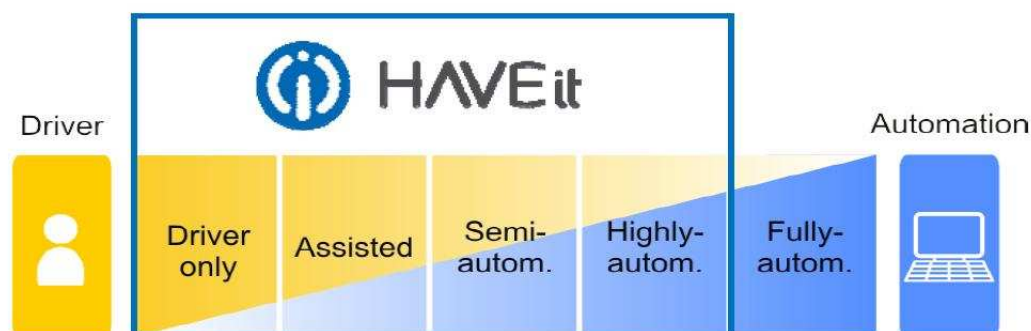 HAVEit
Driver
Automation
Driver
only
Assisted
Semi-
autom.
Highly-
autom.
Fully-
autom.